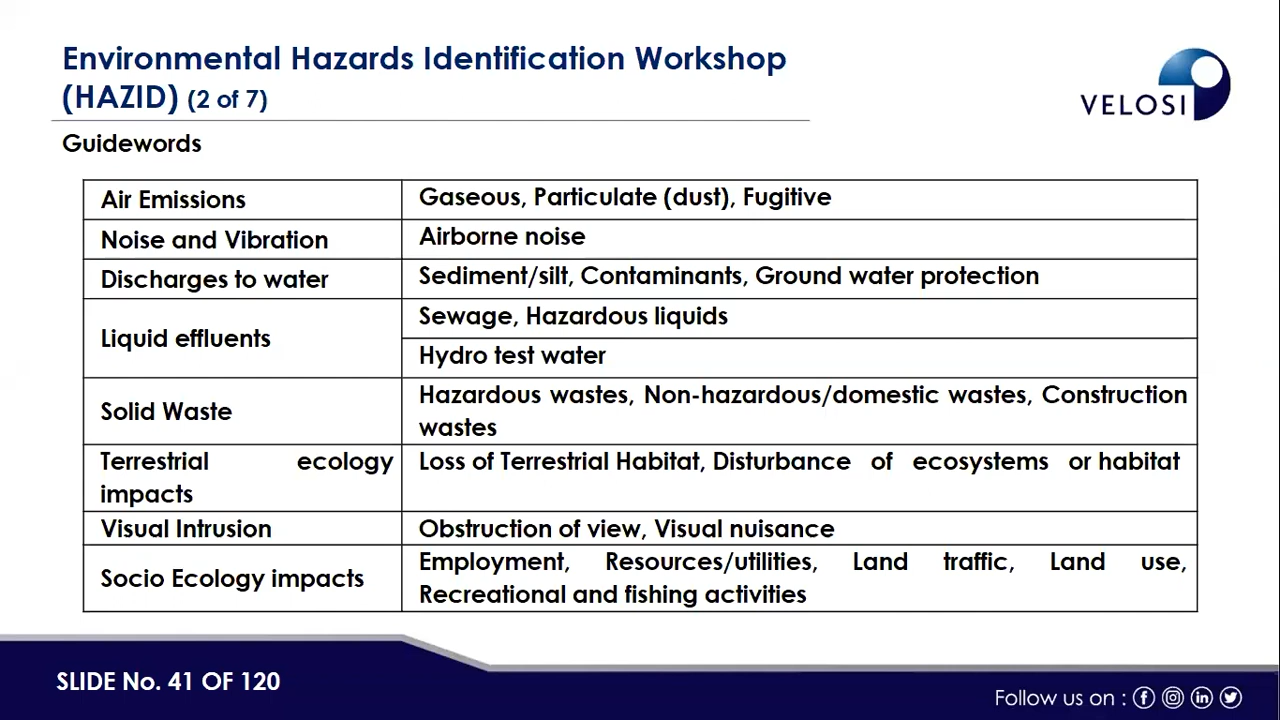 Environmental Hazards Identification Workshop
(HAZID) (2 of 7)
VELOSI
Guidewords
Air Emissions
Gaseous, Particulate (dust), Fugitive
Noise and Vibration
Airborne noise
Discharges to water
Sediment/silt, Contaminants, Ground water protection
Liquid effluents
Sewage, Hazardous liquids
Hydro test water
Solid Waste
Hazardous wastes, Non-hazardous/domestic wastes, Construction
wastes
Terrestrial ecology
impacts
Loss of Terrestrial Habitat, Disturbance of ecosystems or habitat
Visual Intrusion
Obstruction of view, Visual nuisance
Socio Ecology impacts
Employment, Resources/utilities, Land traffic, Land use,
Recreational and fishing activities
SLIDE No. 41 OF 120
Follow us on :